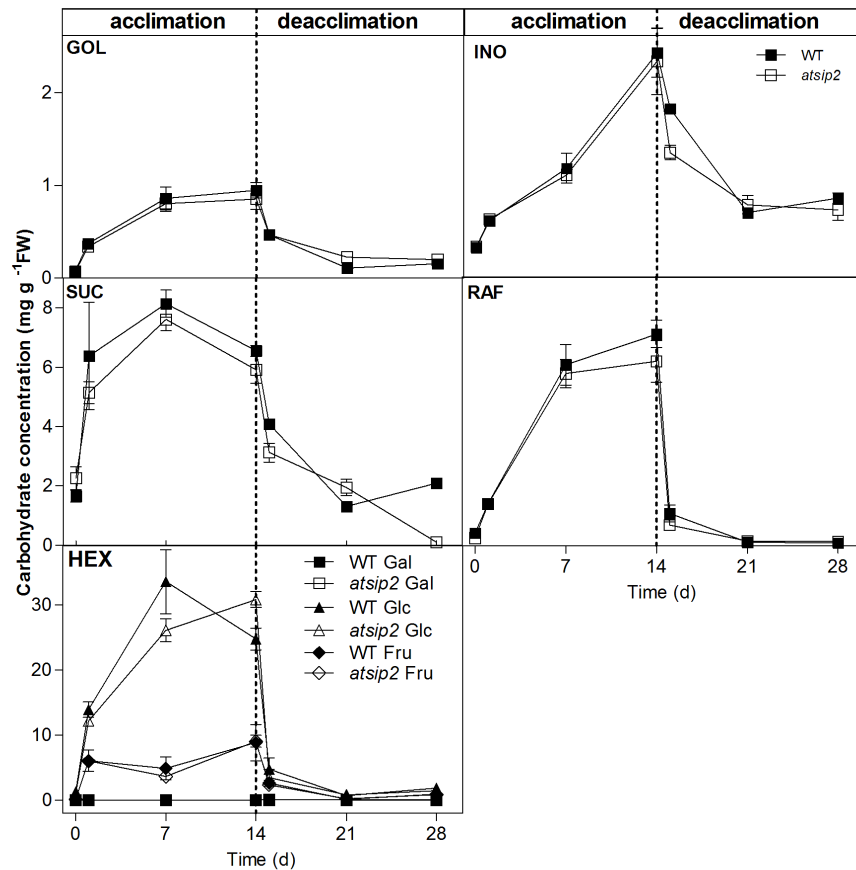 acclimation deacclimation acclimation deacclimation
GOL
INO
WT
atsip2
2
1
0
SUC
RAF
8
6
4
2
0
0 7 14 21 28
Time (d)
HEX
WT Gal
atsip2 Gal
WT Glc
atsip2 Glc
WT Fru
atsip2 Fru
30
20
10
0
0 7 14 21 28
Time (d)
Carbohydrate concentration (mg g -1FW)